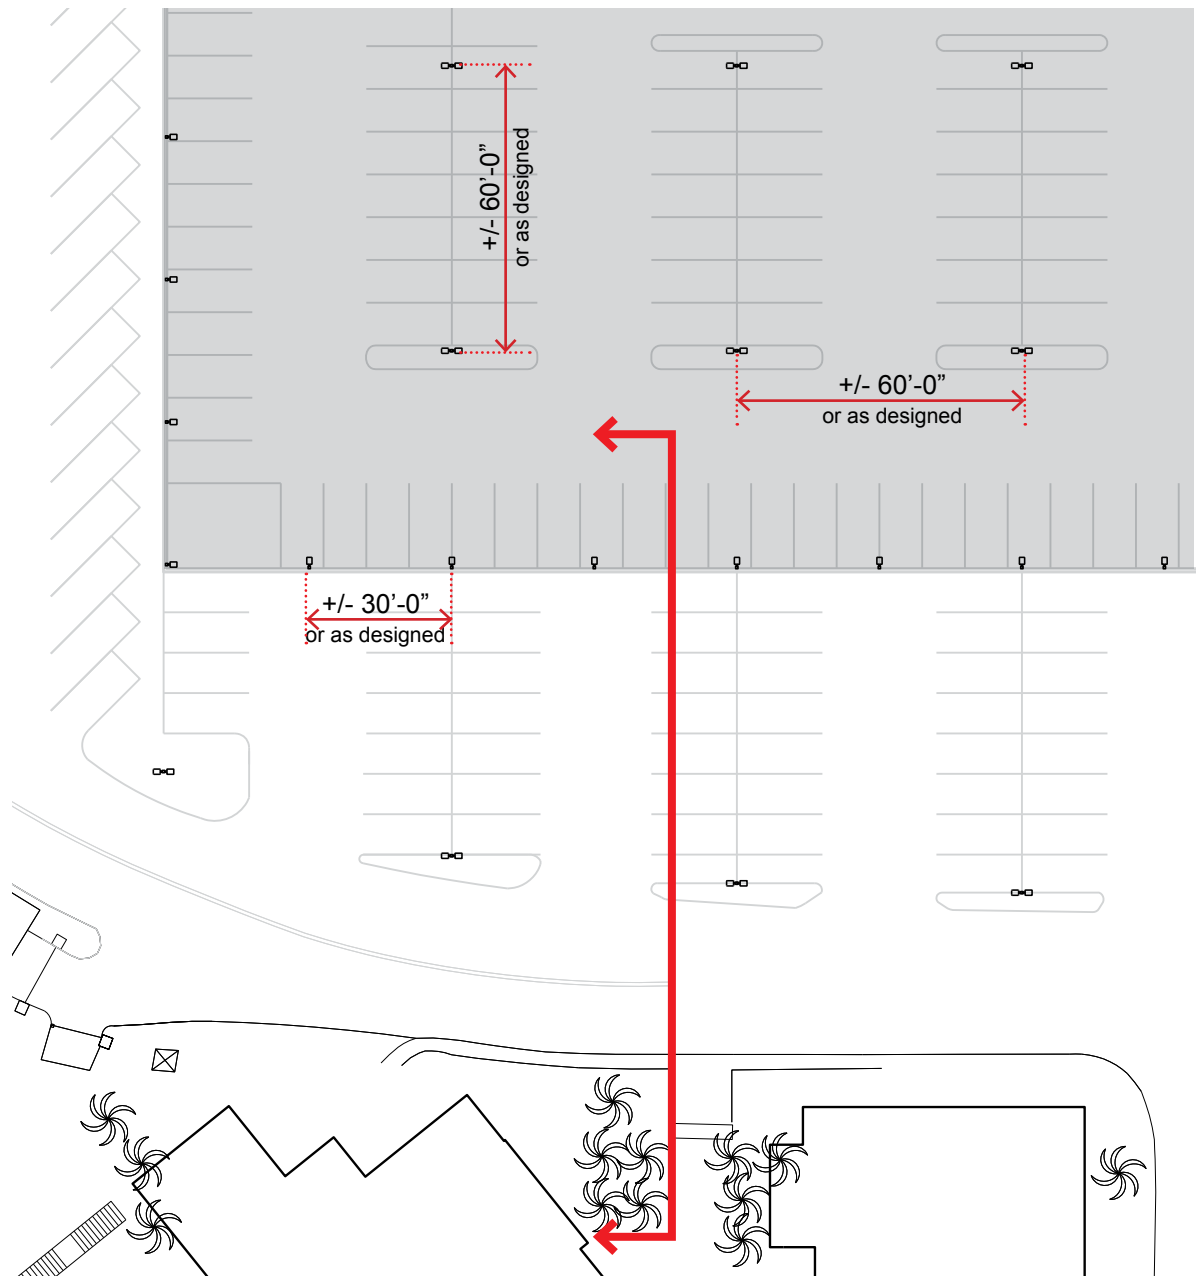 +/- 60’-0”
or as designed
+/- 60’-0”
or as designed
+/- 30’-0”
or as designed